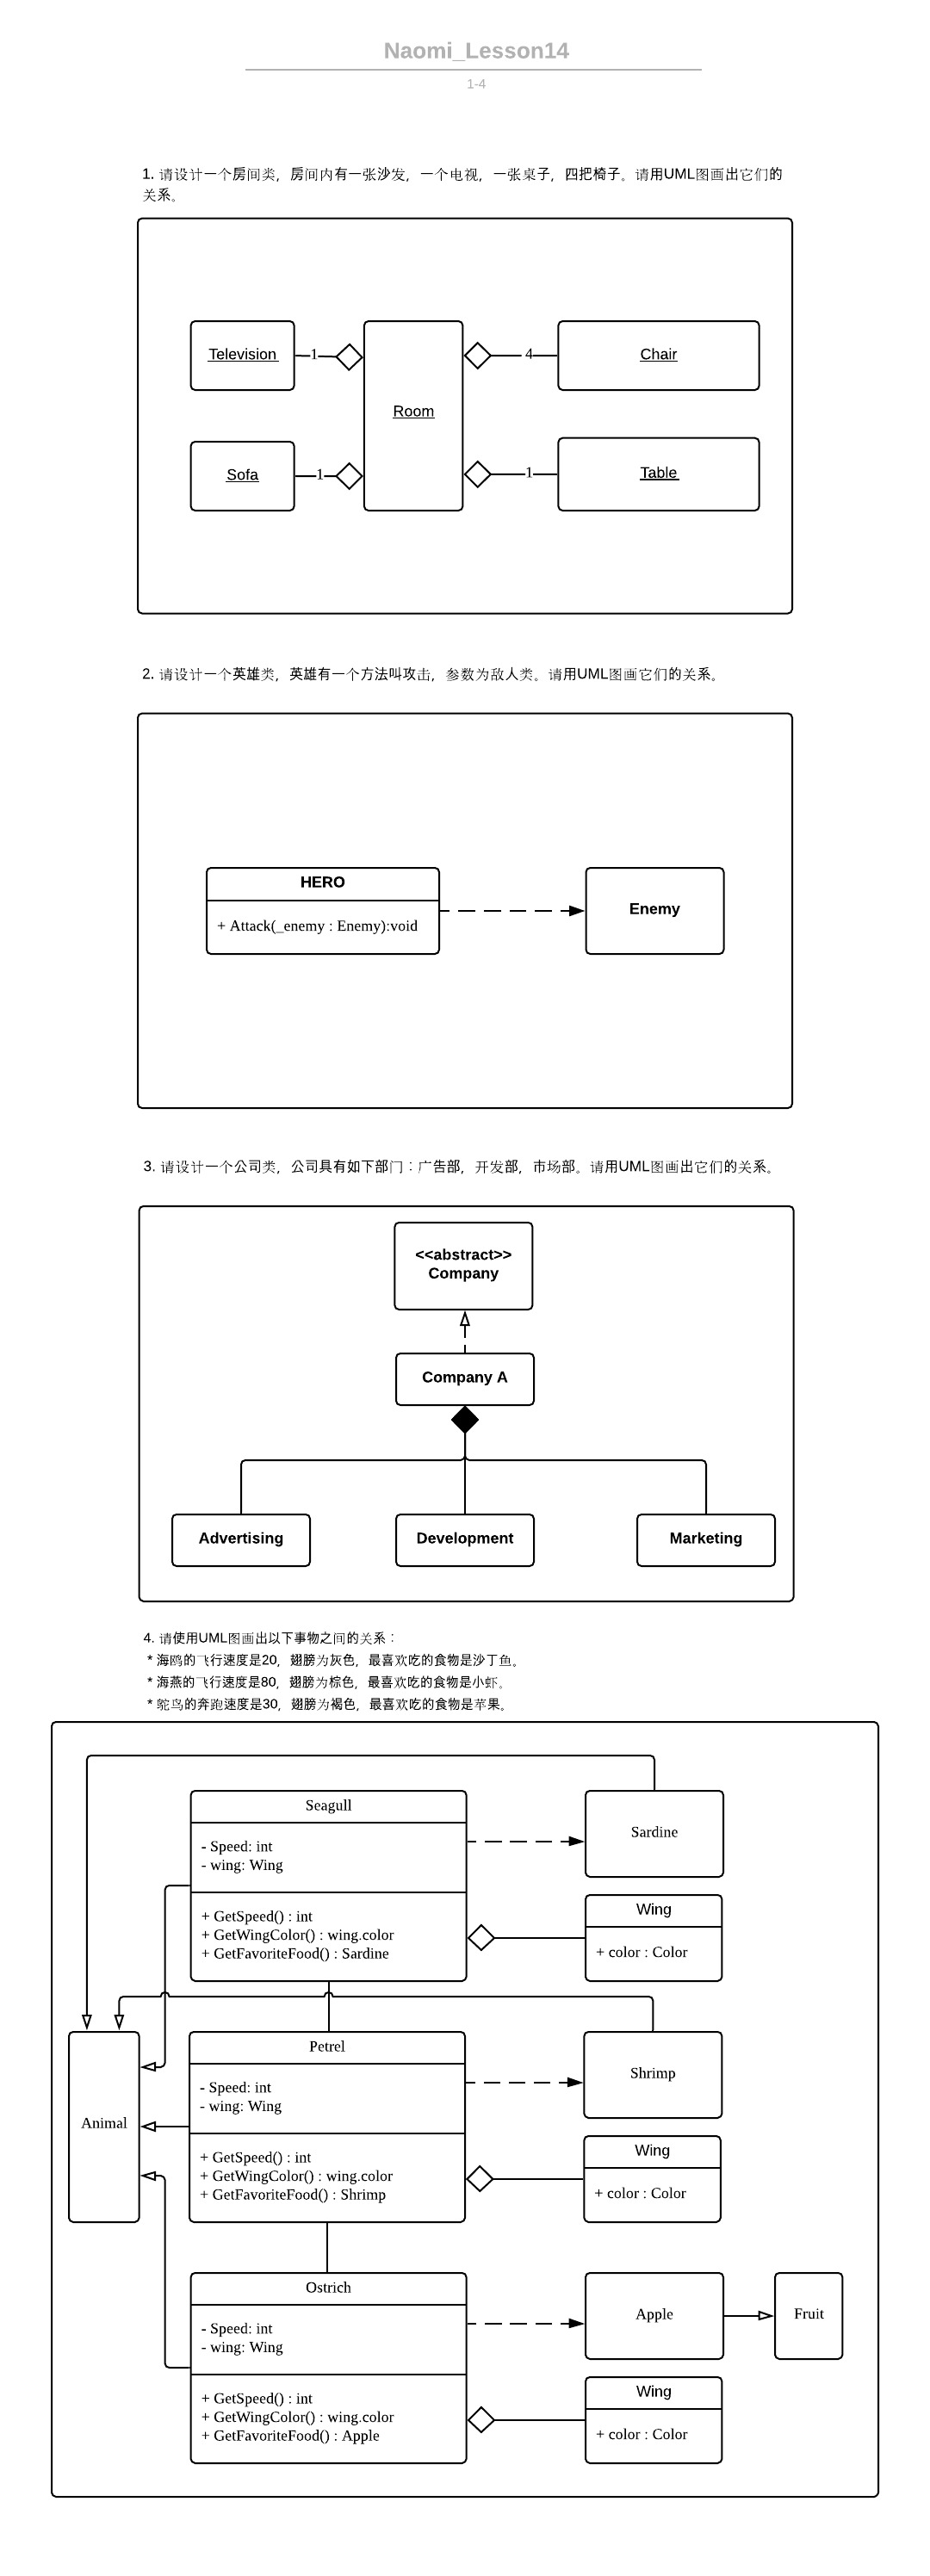 Naomi_Lesson14
1-4
1. 请设计一个房间类，房间内有一张沙发，一个电视，一张桌子，四把椅子。请用UML图画出它们的
关系。
Television
1
4
Chair
Room
Sofa
1
1
Table
2. 请设计一个英雄类，英雄有一个方法叫攻击，参数为敌人类。请用UML图画它们的关系。
HERO
+ Attack(_enemy : Enemy):void
Enemy
3. 请设计一个公司类，公司具有如下部门：广告部，开发部，市场部。请用UML图画出它们的关系。
<<abstract>>
Company
Company A
Advertising
Development
Marketing
4. 请使用UML图画出以下事物之间的关系：
* 海鸥的飞行速度是20，翅膀为灰色，最喜欢吃的食物是沙丁鱼。
* 海燕的飞行速度是80，翅膀为棕色，最喜欢吃的食物是小虾。
* 鸵鸟的奔跑速度是30，翅膀为褐色，最喜欢吃的食物是苹果。
Seagull
- Speed: int
- wing: Wing
+ GetSpeed() : int
+ GetWingColor() : wing.color
+ GetFavoriteFood() : Sardine
Sardine
Wing
+ color : Color
Animal
Petrel
- Speed: int
- wing: Wing
+ GetSpeed() : int
+ GetWingColor() : wing.color
+ GetFavoriteFood() : Shrimp
Shrimp
Wing
+ color : Color
Ostrich
- Speed: int
- wing: Wing
+ GetSpeed() : int
+ GetWingColor() : wing.color
+ GetFavoriteFood() : Apple
Apple
Fruit
Wing
+ color : Color